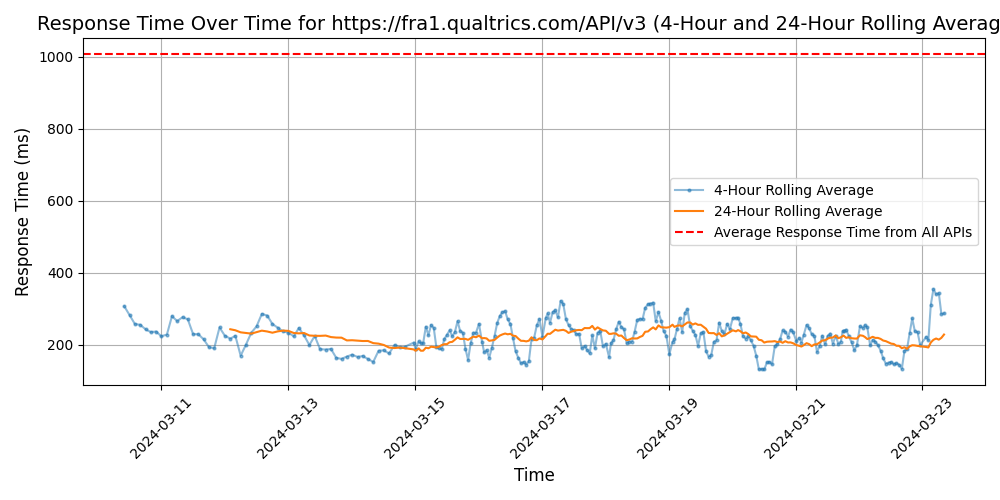 Response Time Over Time for https://fra1.qualtrics.com/API/v3 (4-Hour and 24-Hour Rolling Averag
Response Time (ms)
1000
800
600
400
200
4-Hour Rolling Average
24-Hour Rolling Average
Average Response Time from All APIs
2024-03-11
2024-03-13
2024-03-15
2024-03-17
2024-03-19
2024-03-21
2024-03-23
Time